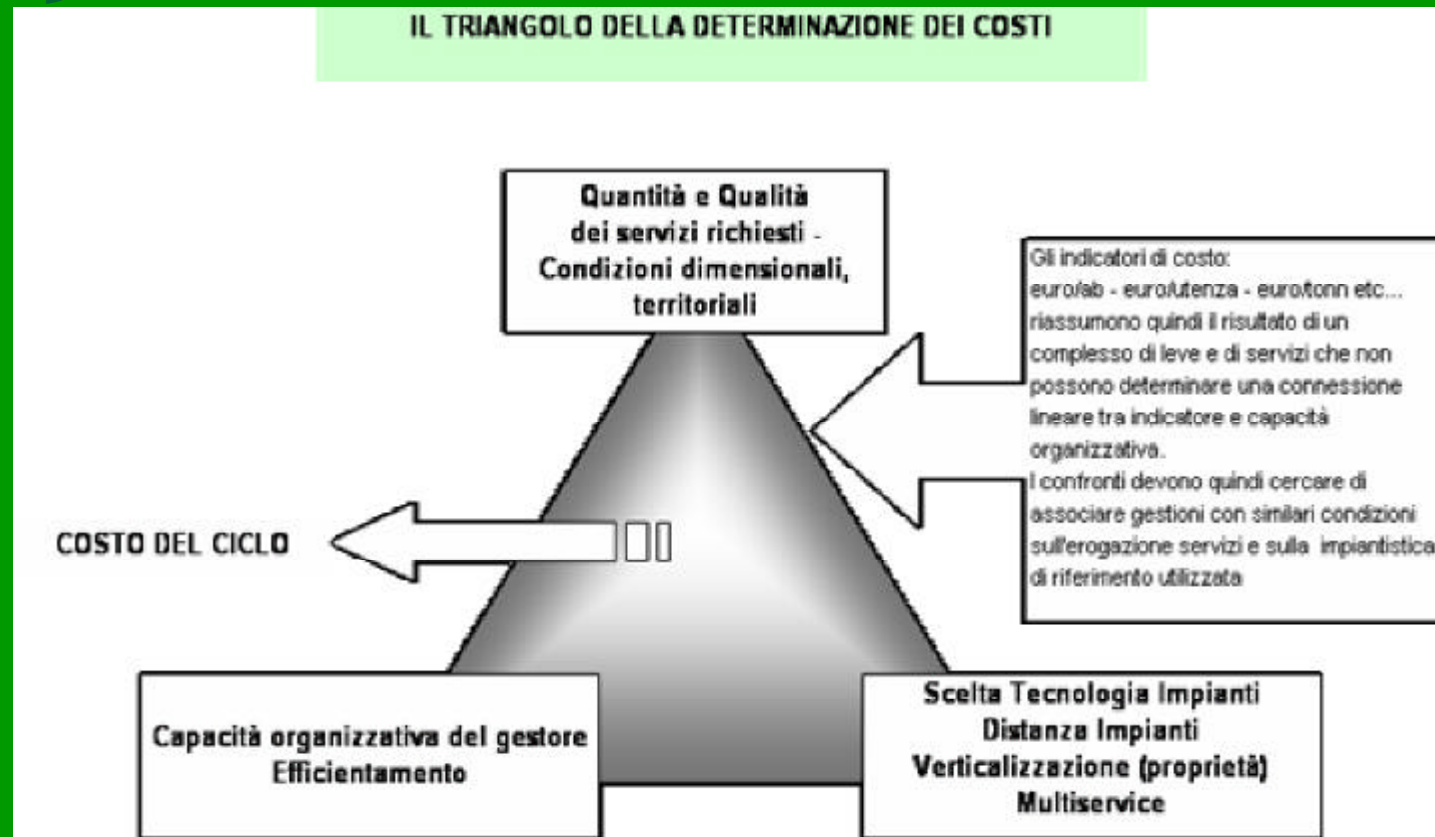 IL TRIANGOLO DELLA DETERMINAZIONE DEI COSTI
Quantità e Qualità
dei servizi richiesti -
Condizioni dimensionali,
territoriali
Gli indicatori di costo:
euro/ab - euro/utenza - euro/tonn etc...
riassumono quindi il risultato di un
complesso di leve e di servizi che non
possono determinare una connessione
lineare tra indicatore e capacità
organizzativa.
I confronti devono quindi cercare di
associare gestioni con similari condizioni
sull'erogazione servizi e sulla impiantistica
di riferimento utilizzata
COSTO DEL CICLO
Capacità organizzativa del gestore
Efficientamento
Scelta Tecnologia Impianti
Distanza Impianti
Verticalizzazione (proprietà)
Multiservice